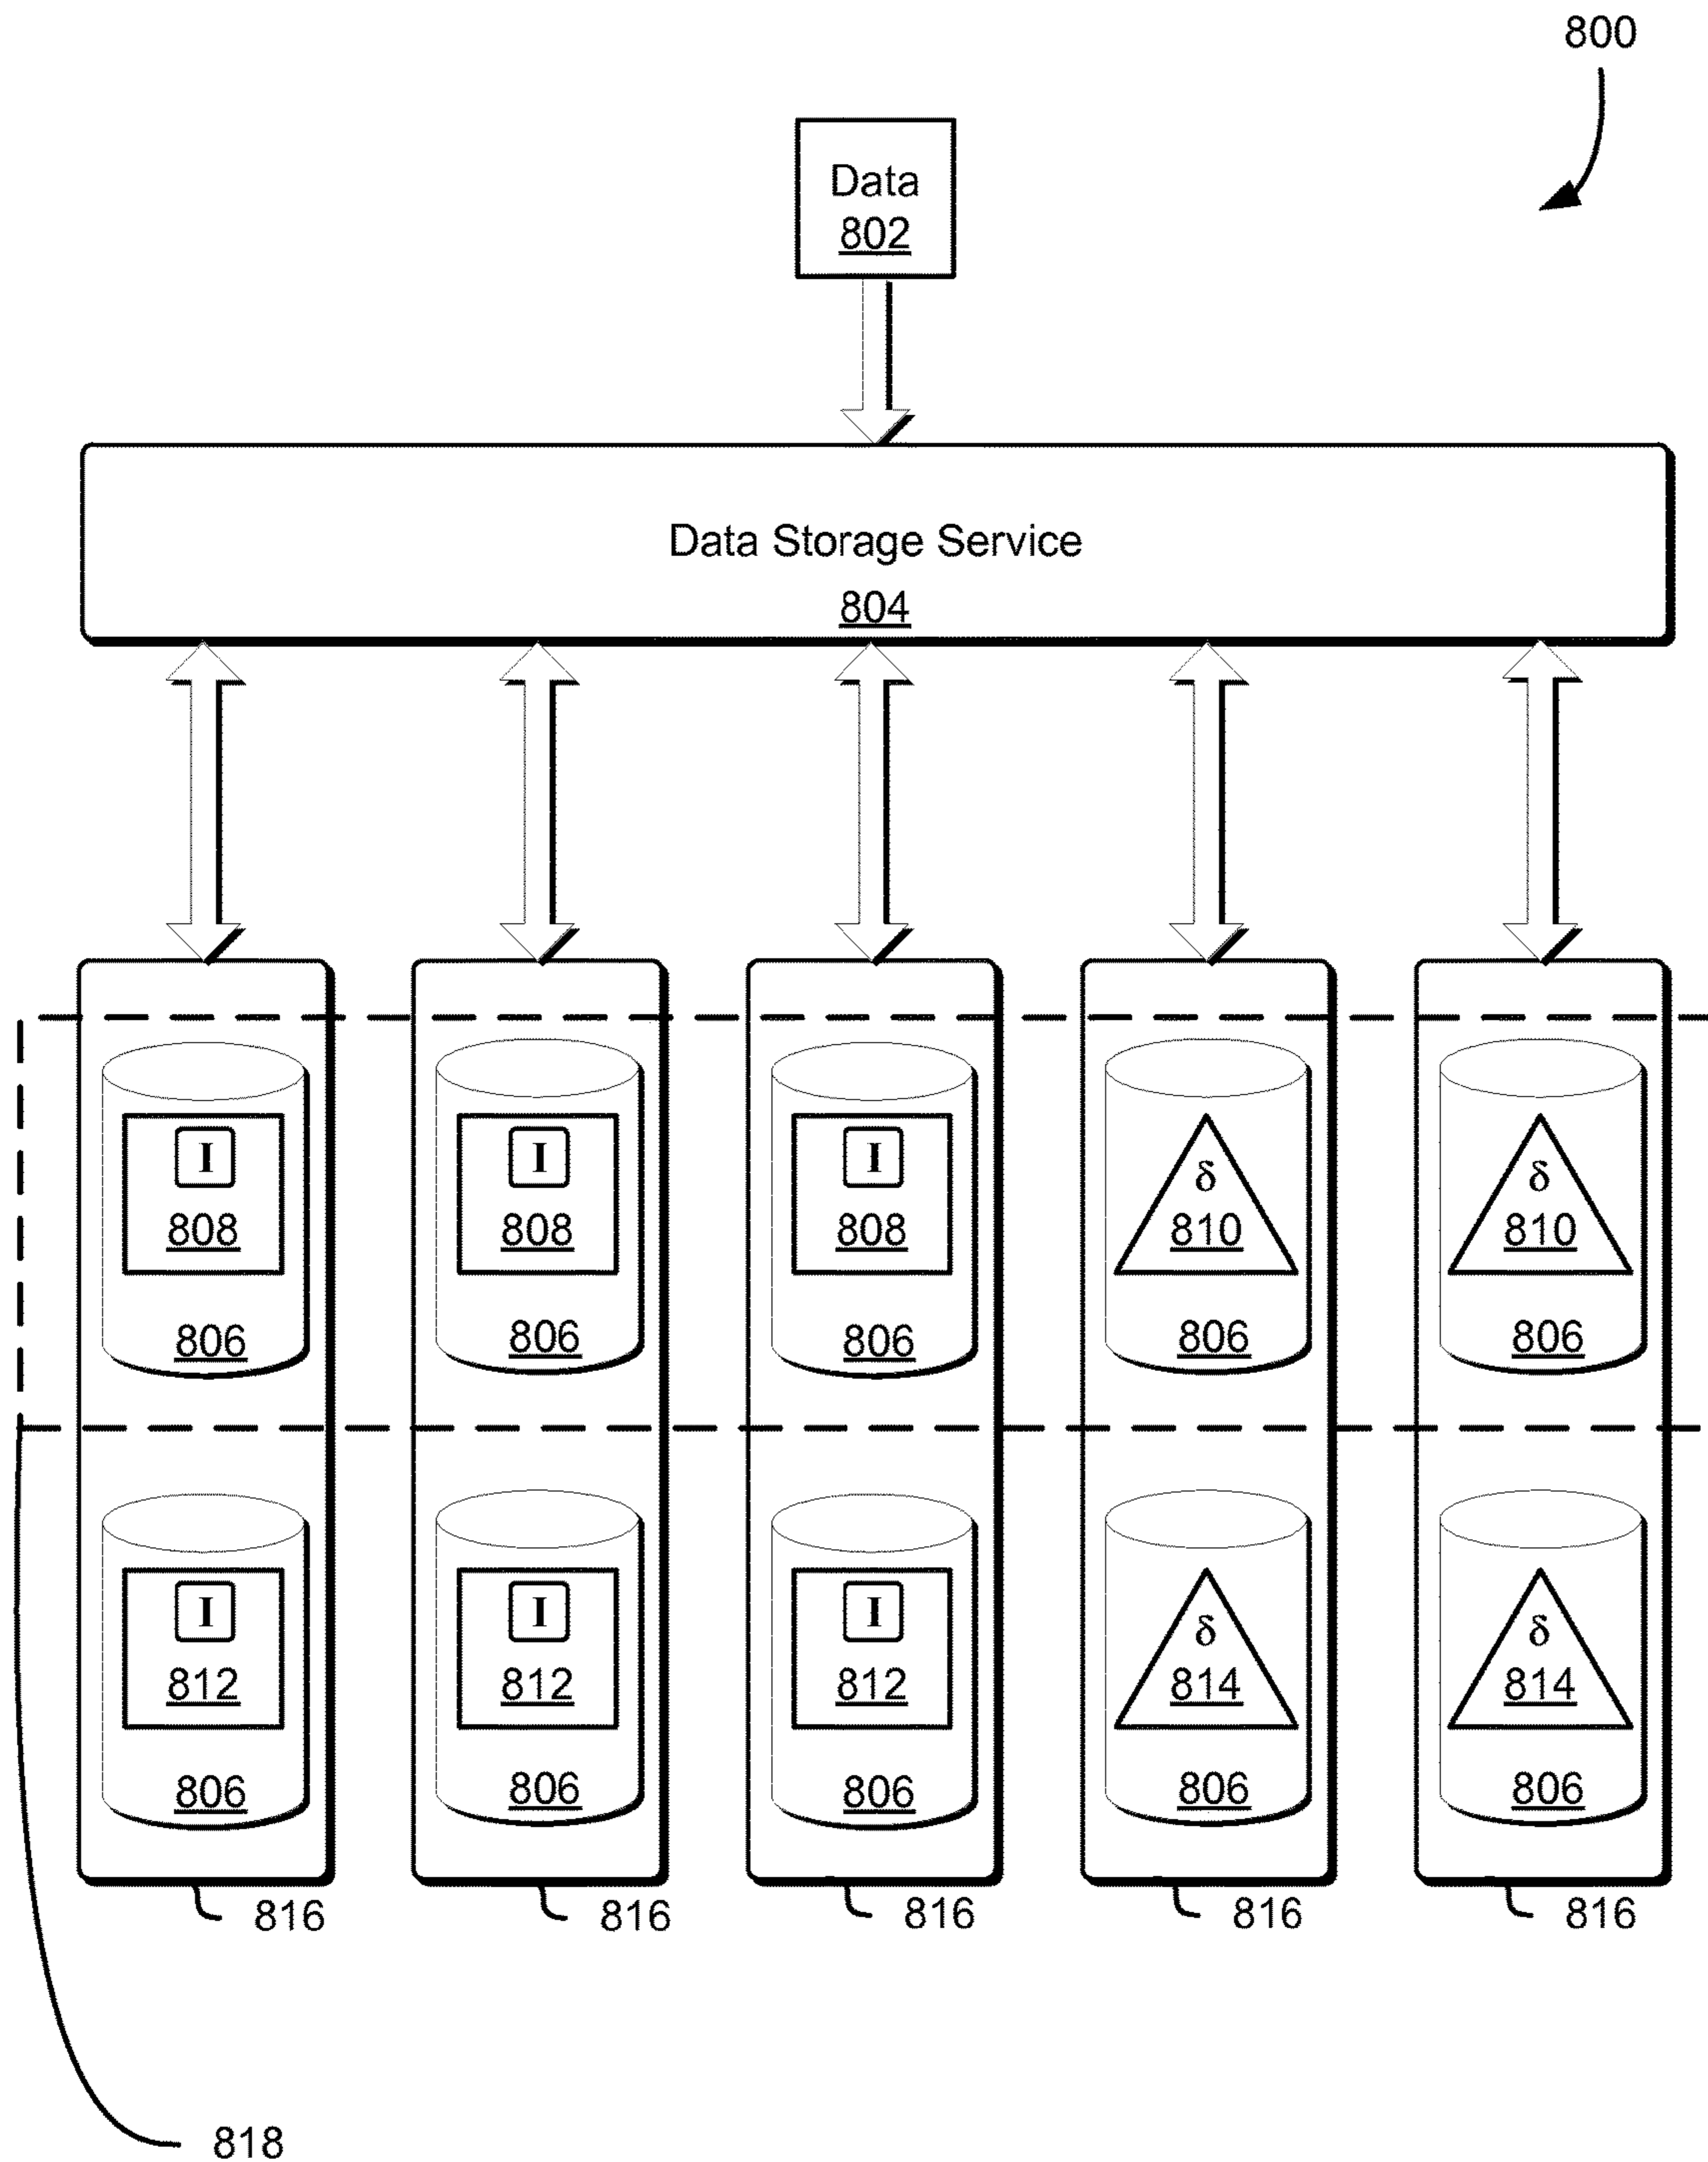 800
Data
802
Data Storage Service
804
I I I δ δ
808 808 808 810 810
806 806 806 806 806
I I I δ δ
812 812 812 814 814
806 806 806 806 806
816 816 816 816 816
818